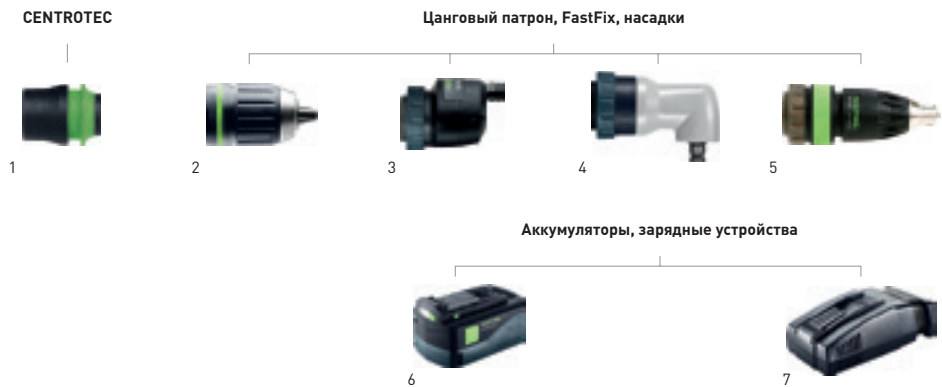 CENTROTEC
Цанговый патрон, FastFix, насадки
1
2
3
4
5
Аккумуляторы, зарядные устройства
6
7